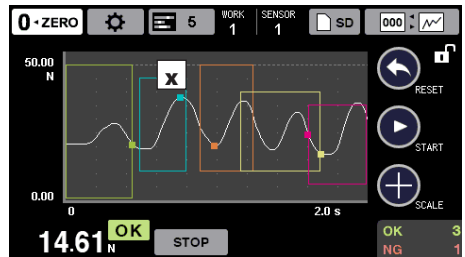 0 ZERO
5
WORK
1
SENSOR
1
SD
000
50.00
N
x
RESET
START
0.00
0
2.0 s
SCALE
14.61 N
OK
STOP
OK 3
NG 1